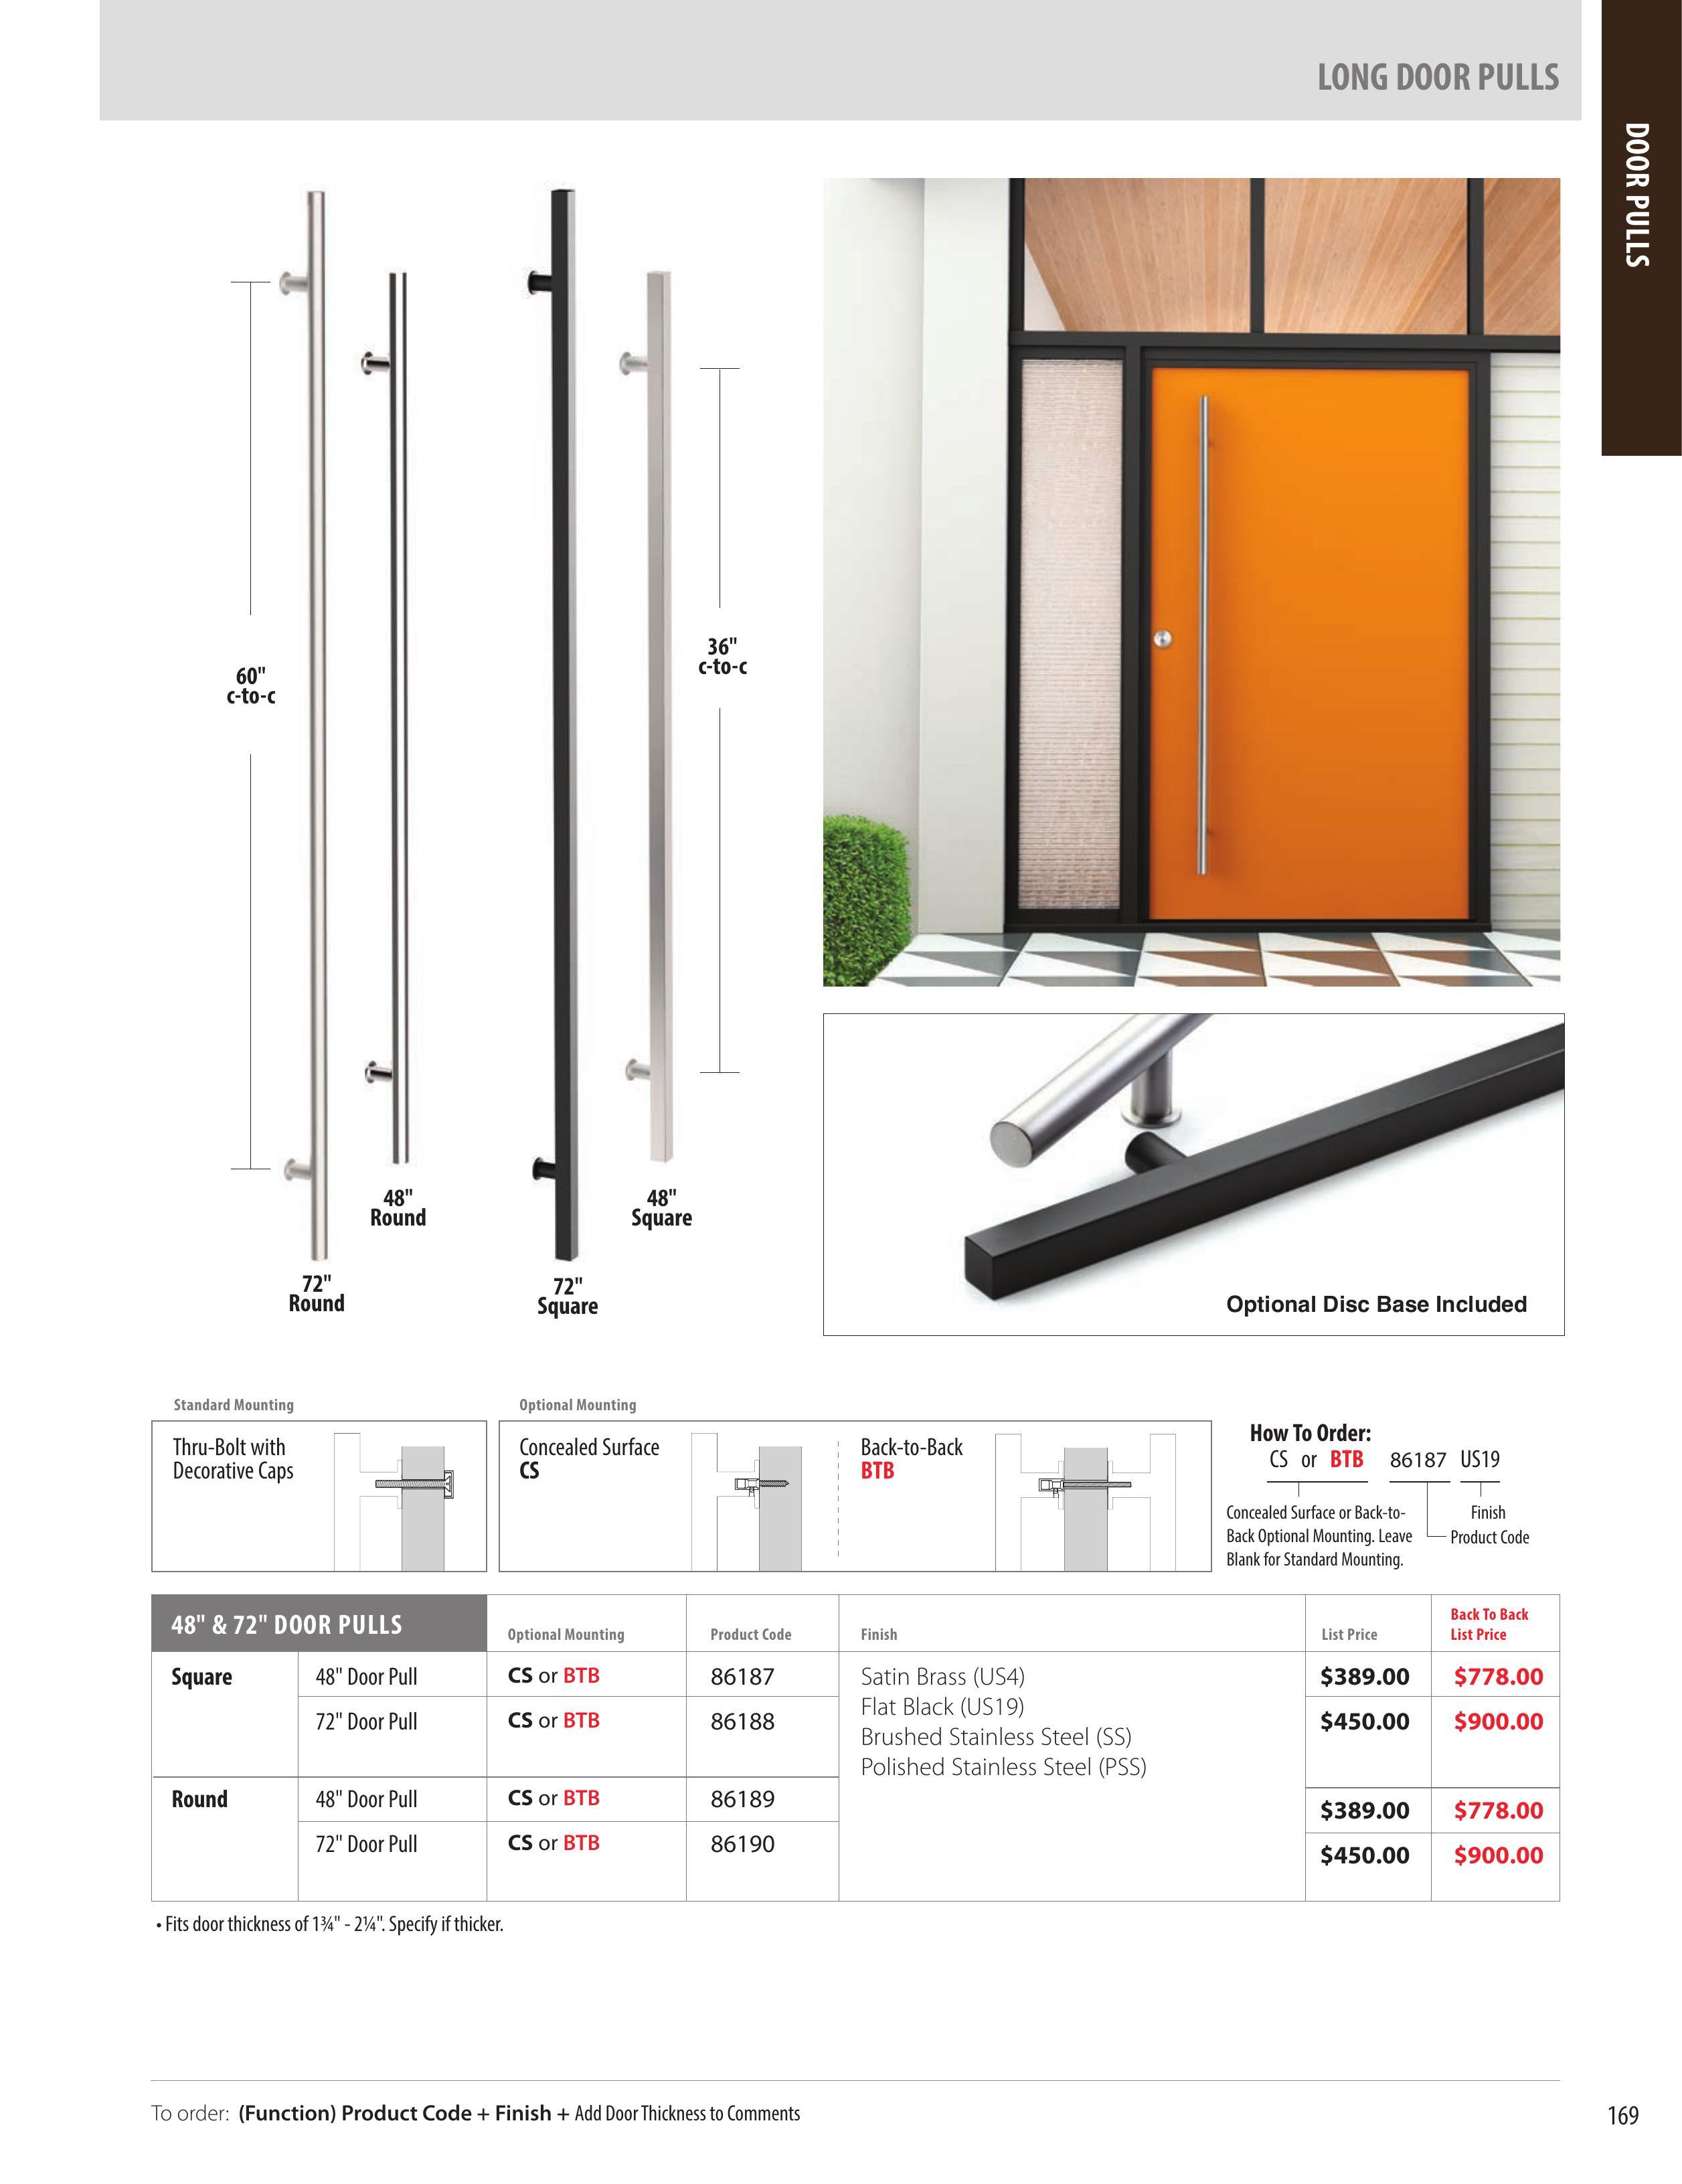 LONG DOOR PULLS
DOOR PULLS
60"
c-to-c
36"
c-to-c
48"
Round
48"
Square
72"
Round
72"
Square
Optional Disc Base Included
Standard Mounting
Thru-Bolt with
Decorative Caps
Optional Mounting
Concealed Surface
CS
Back-to-Back
BTB
How To Order:
CS or BTB 86187 US19
Concealed Surface or Back-to-
Back Optional Mounting. Leave
Blank for Standard Mounting.
Finish
Product Code
48" & 72" DOOR PULLS Optional Mounting Product Code Finish List Price Back To Back List Price
Square 48" Door Pull CS or BTB 86187 Satin Brass (US4) $389.00 $778.00
Flat Black (US19)
72" Door Pull CS or BTB 86188 $450.00 $900.00
Brushed Stainless Steel (SS)
Polished Stainless Steel (PSS)
Round 48" Door Pull CS or BTB 86189 $389.00 $778.00
72" Door Pull CS or BTB 86190 $450.00 $900.00
• Fits door thickness of 1¾" - 2¼". Specify if thicker.
To order: (Function) Product Code + Finish + Add Door Thickness to Comments
169